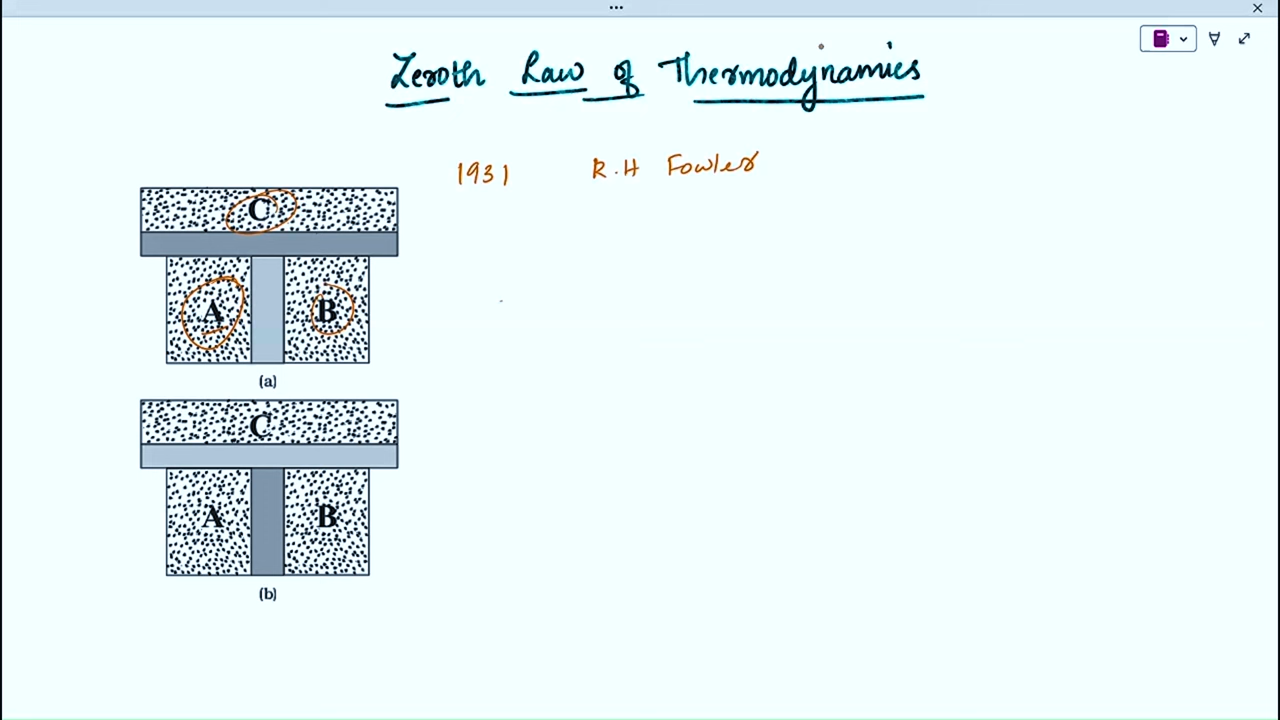 Zeroth Law of Thermodynamics
1931 R.H Fowler
C
A B
(a)
C
A B
(b)